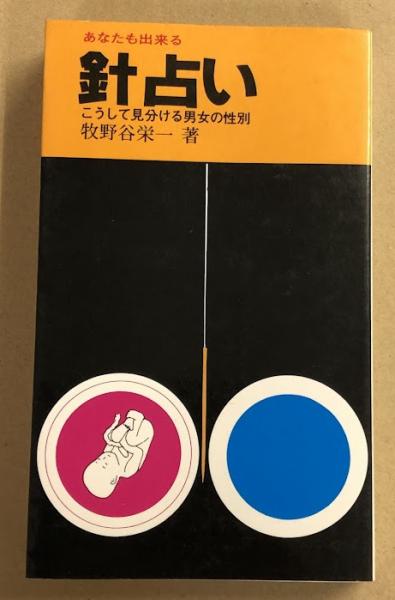 あなたも出来る
針占い
こうして見分ける男女の性別
牧野谷栄一 著